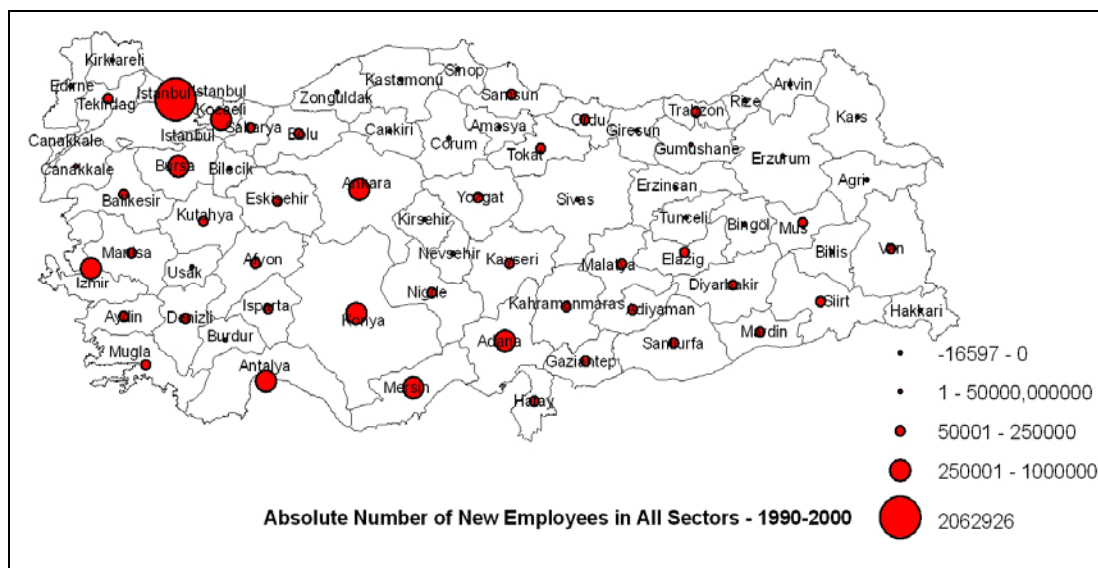 Kirklareli
Edirne
Tekirdag
Istanbul
Istanbul
Kocaeli
Istanbul
Sakarya
Bolu
Zonguldak
Kastamonu
Sinop
Samsun
Cankiri
Corum
Amasya
Tokat
Ordu
Giresun
Trabzon
Rize
Artvin
Gumushane
Kars
Erzurum
Agri
Canakkale
Canakkale
Bursa
Bilecik
Balikesir
Kutahya
Eskisehir
Ankara
Kirsehir
Yozgat
Sivas
Erzincan
Tunceli
Bingöl
Mus
Bitlis
Van
Manisa
Izmir
Usak
Afyon
Nevsehir
Kayseri
Malatya
Elazig
Diyarbakir
Siirt
Hakkari
Aydin
Denizli
Isparta
Burdur
Konya
Nigde
Kahramanmaras
Adiyaman
Sanliurfa
Mardin
Mugla
Antalya
Mersin
Adana
Gaziantep
Hatay
-16597 - 0
1 - 50000,000000
50001 - 250000
250001 - 1000000
2062926
Absolute Number of New Employees in All Sectors - 1990-2000